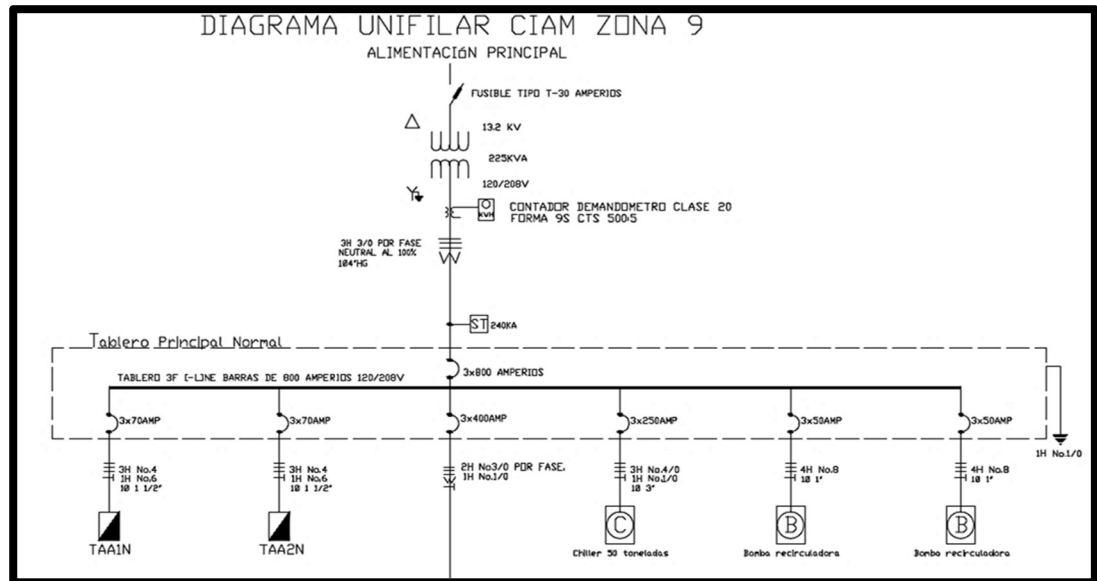 DIAGRAMA UNIFILAR CIAM ZONA 9
ALIMENTACIÓN PRINCIPAL
FUSIBLE TIPO T-30 AMPERIOS
13.2 KV
225KVA
120/208V
KVH
CONTADOR DEMANDOMETRO CLASE 20
FORMA 9S CTS 500:5
3H 3/0 POR FASE
NEUTRAL AL 100%
1Ø4"HG
ST 240KA
Tablero Principal Normal
3x800 AMPERIOS
TABLERO 3F I-LINE BARRAS DE 800 AMPERIOS 120/208V
3x70AMP
3x70AMP
3x400AMP
3x250AMP
3x50AMP
3x50AMP
1H No.1/0
3H No.4
1H No.6
1Ø 1 1/2"
3H No.4
1H No.6
1Ø 1 1/2"
2H No3/0 POR FASE,
1H No.1/0
3H No.4/0
1H No.1/0
1Ø 3"
4H No.8
1Ø 1"
4H No.8
1Ø 1"
C
B
B
TAA1N
TAA2N
Chiller 50 toneladas
Bomba recirculadora
Bomba recirculadora